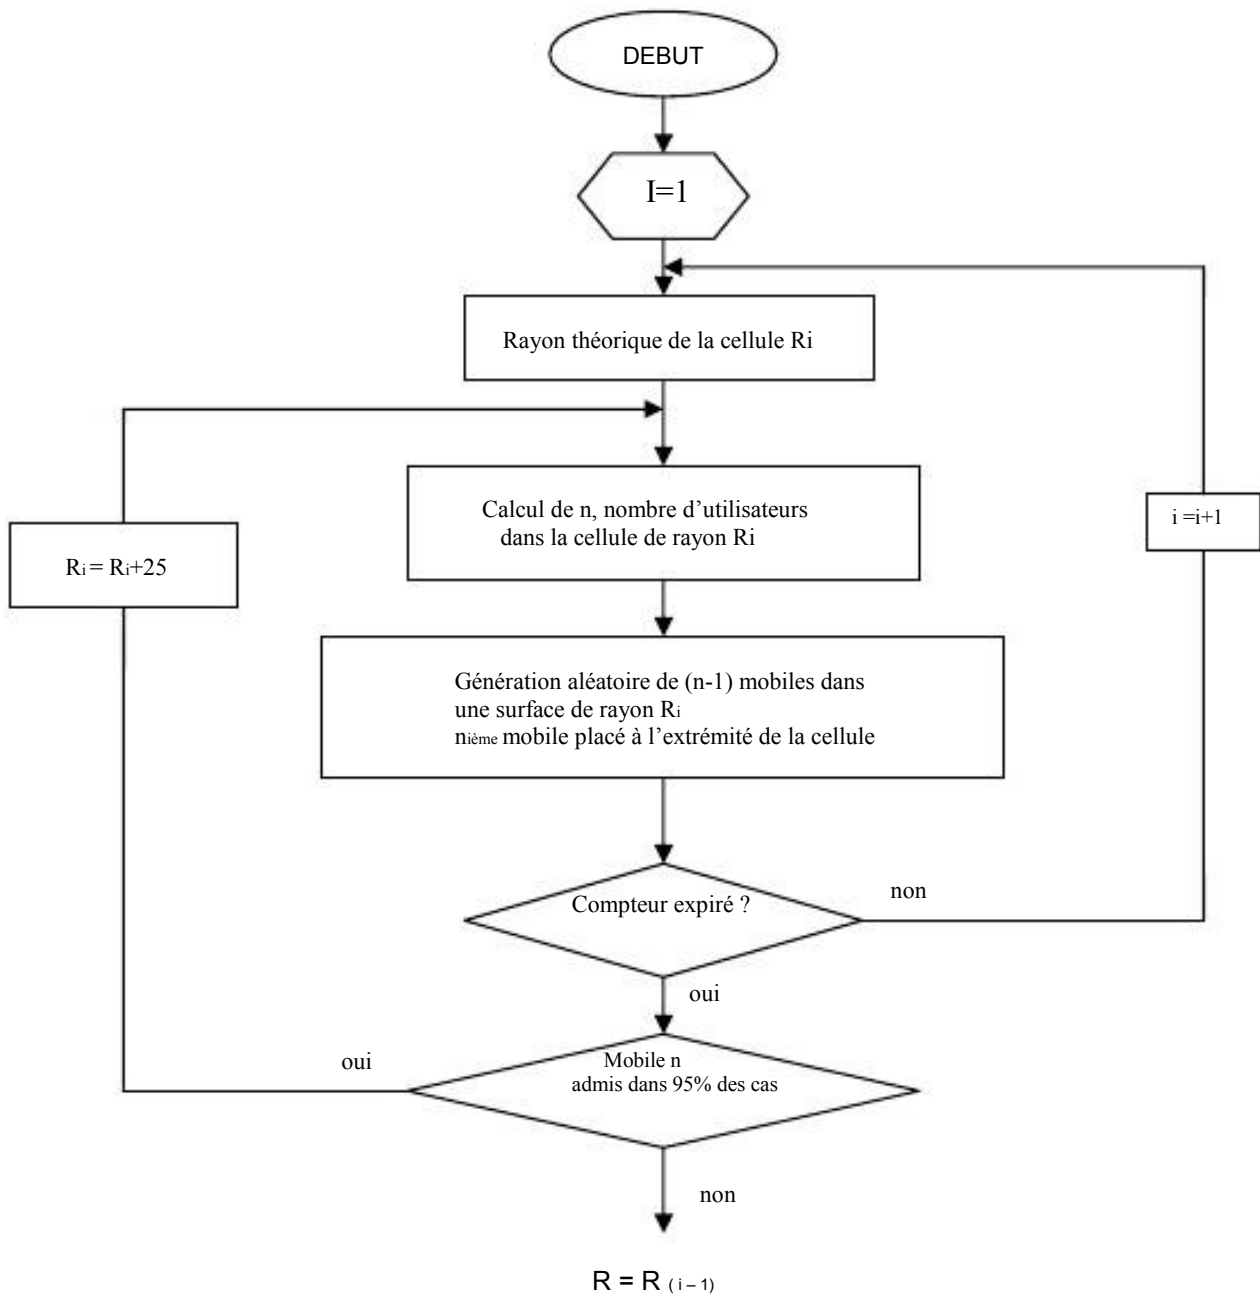 DEBUT
I=1
Rayon théorique de la cellule Ri
Calcul de n, nombre d’utilisateurs
dans la cellule de rayon Ri
i =i+1
Ri = Ri+25
Génération aléatoire de (n-1) mobiles dans
une surface de rayon Ri
nième mobile placé à l’extrémité de la cellule
Compteur expiré ?
non
oui
Mobile n
admis dans 95% des cas
oui
non
R = R ( i – 1)